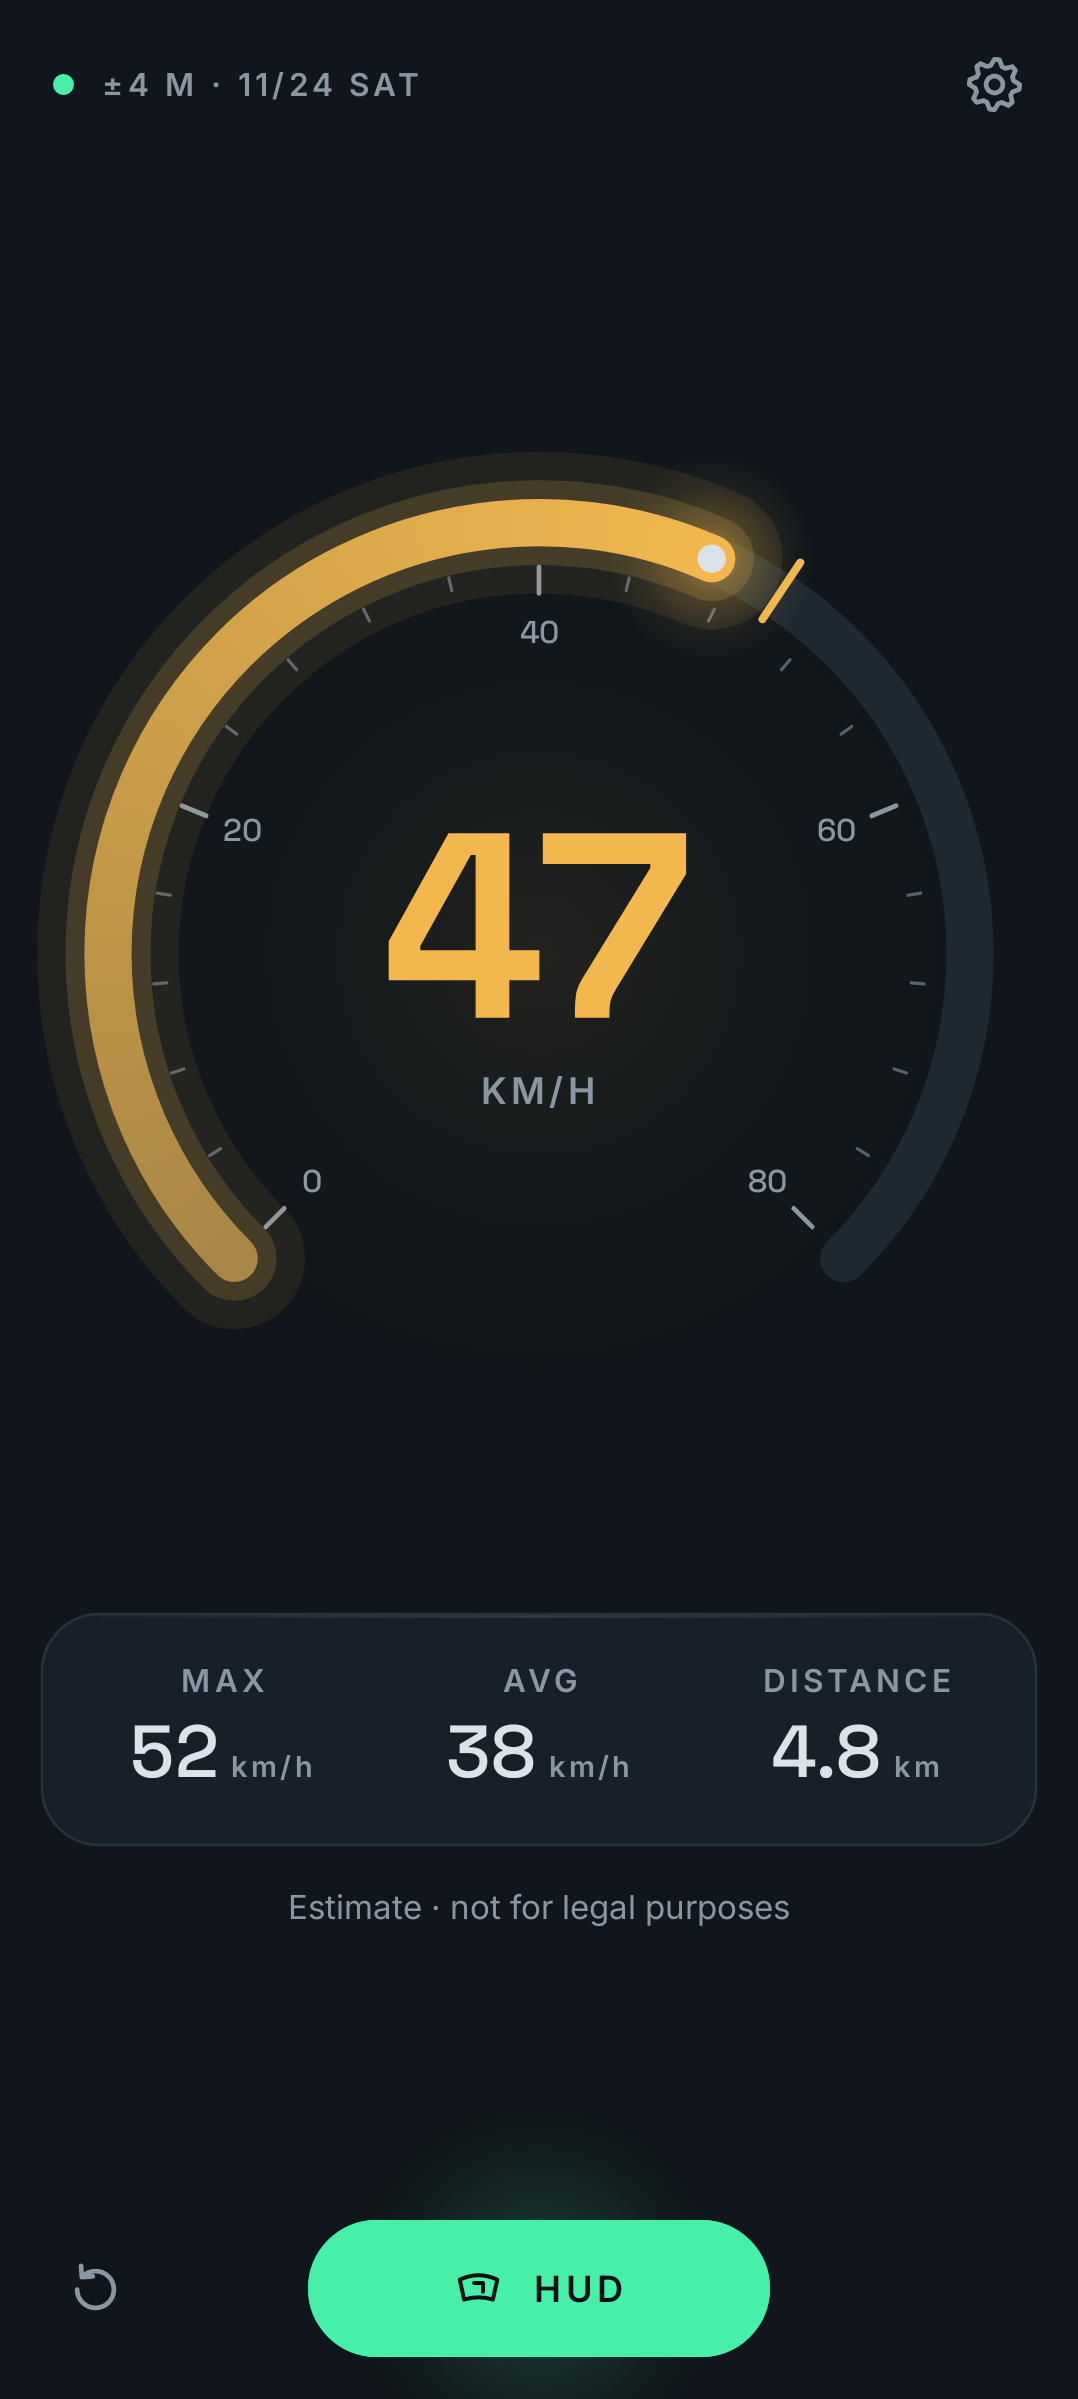 ±4 M · 11/24 SAT
40
20
60
47
KM/H
0
80
MAX AVG DISTANCE
52 km/h 38 km/h 4.8 km
Estimate · not for legal purposes
HUD